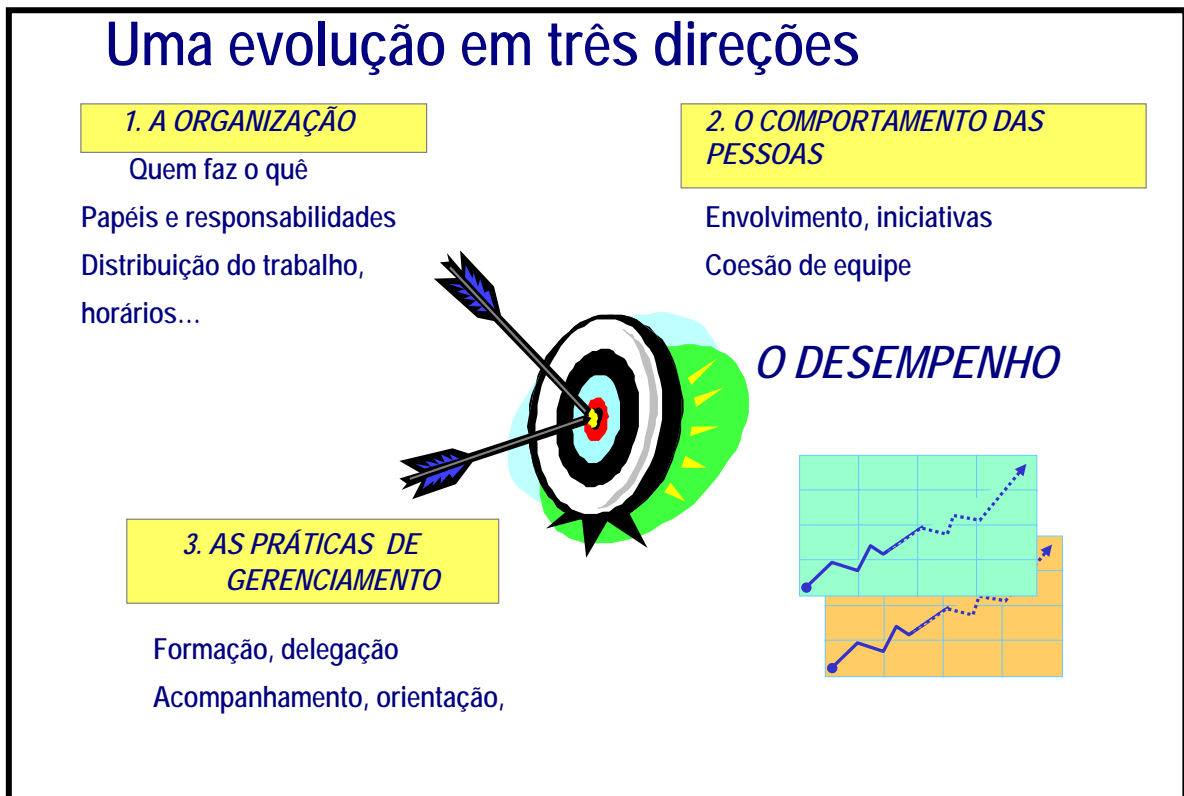 Uma evolução em três direções
1. A ORGANIZAÇÃO
Quem faz o quê
Papéis e responsabilidades
Distribuição do trabalho,
horários…
2. O COMPORTAMENTO DAS
PESSOAS
Envolvimento, iniciativas
Coesão de equipe
O DESEMPENHO
3. AS PRÁTICAS DE
GERENCIAMENTO
Formação, delegação
Acompanhamento, orientação,